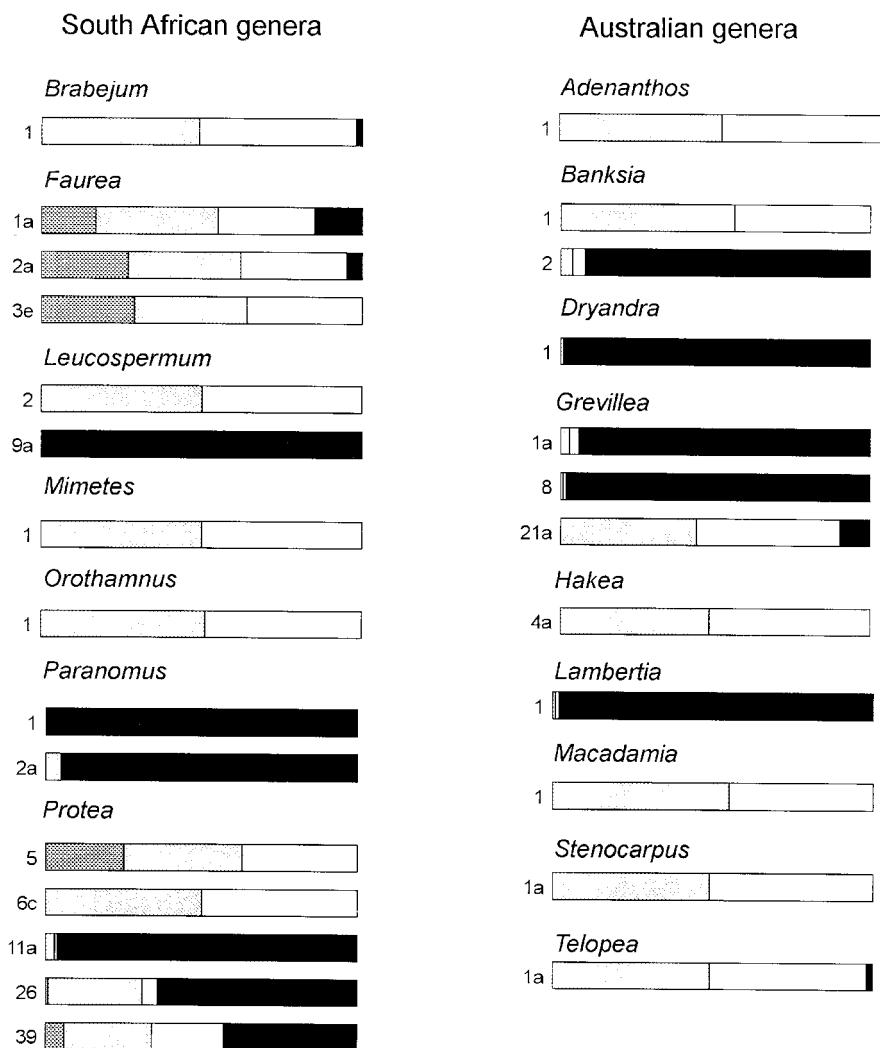 South African genera
Brabejum
1
Faurea
1a
2a
3e
Leucospermum
2
9a
Mimetes
1
Orothamnus
1
Paranomus
1
2a
Protea
5
6c
11a
26
39
Australian genera
Adenanthos
1
Banksia
1
2
Dryandra
1
Grevillea
1a
8
21a
Hakea
4a
Lambertia
1
Macadamia
1
Stenocarpus
1a
Telopea
1a